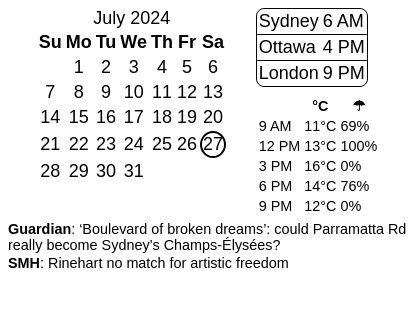 July 2024
Su Mo Tu We Th Fr Sa
1 2 3 4 5 6
7 8 9 10 11 12 13
14 15 16 17 18 19 20
21 22 23 24 25 26 27
28 29 30 31
Sydney 6 AM
Ottawa 4 PM
London 9 PM
°C ☂
9 AM 11°C 69%
12 PM 13°C 100%
3 PM 16°C 0%
6 PM 14°C 76%
9 PM 12°C 0%
Guardian: ‘Boulevard of broken dreams’: could Parramatta Rd
really become Sydney’s Champs-Élysées?
SMH: Rinehart no match for artistic freedom